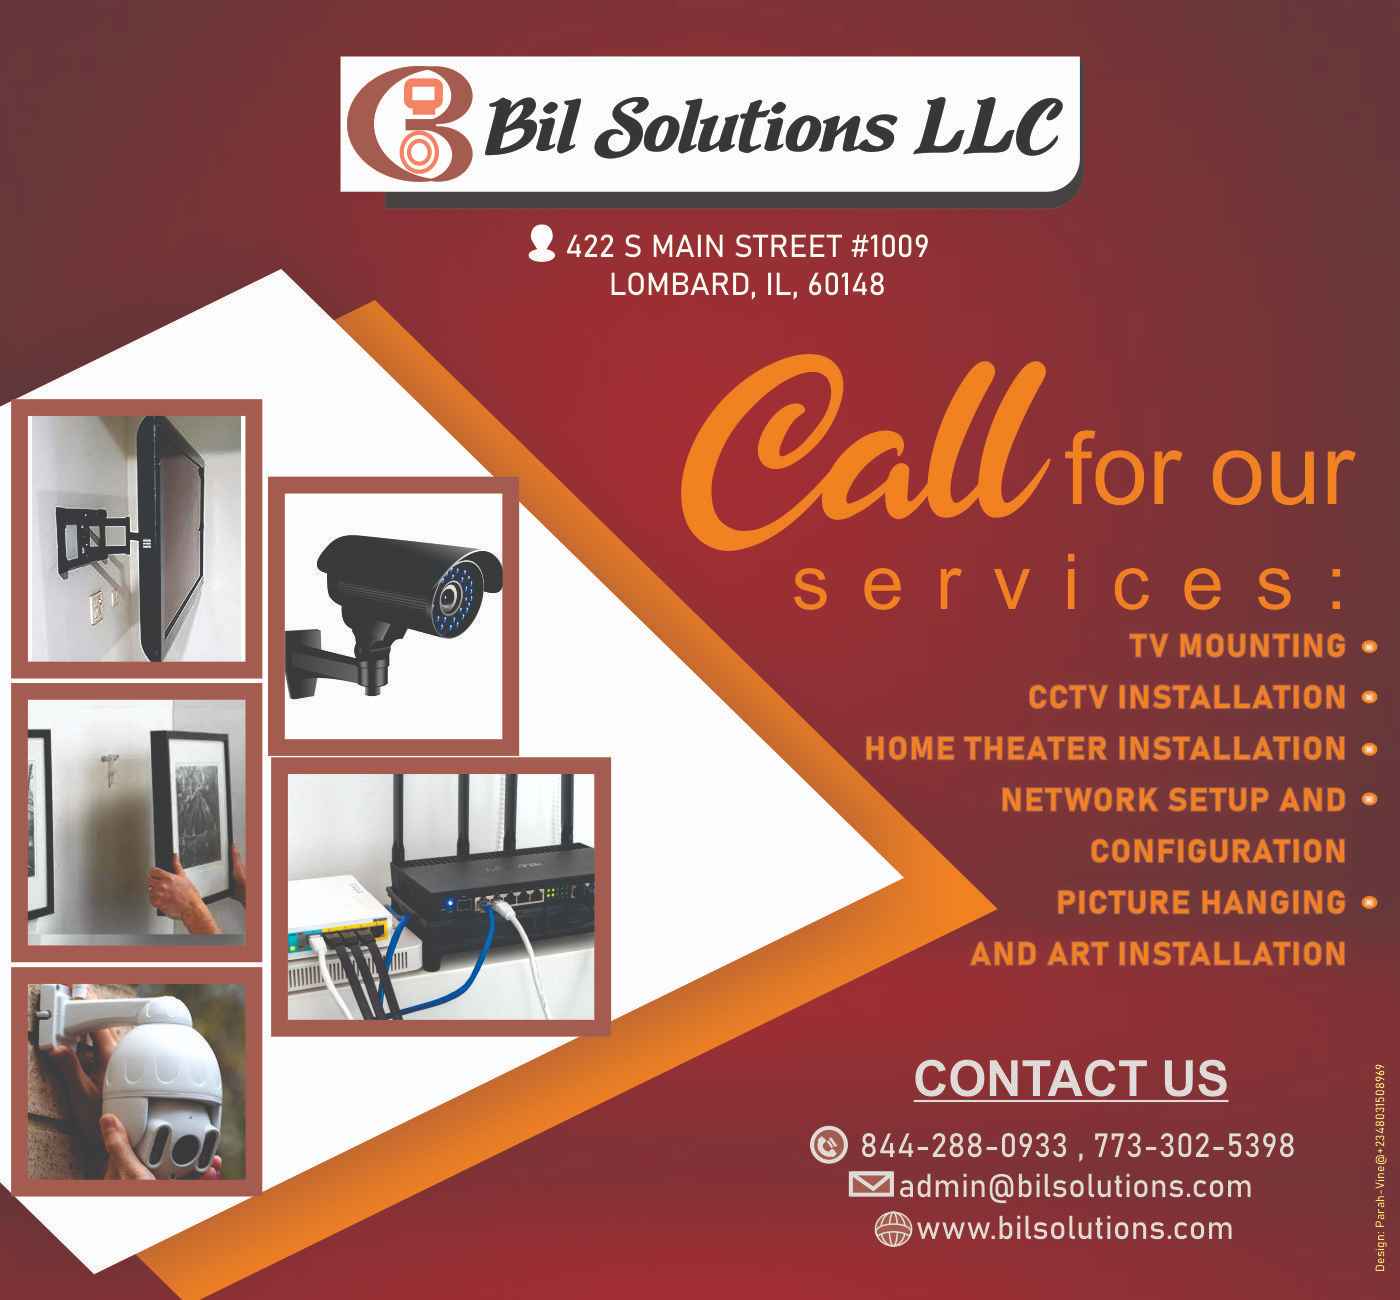 Bil Solutions LLC
422 S MAIN STREET #1009
LOMBARD, IL, 60148
Call for our
services:
TV MOUNTING •
CCTV INSTALLATION •
HOME THEATER INSTALLATION •
NETWORK SETUP AND •
CONFIGURATION
PICTURE HANGING •
AND ART INSTALLATION
CONTACT US
844-288-0933 , 773-302-5398
admin@bilsolutions.com
www.bilsolutions.com
Design: Parah-Vine@+2348031508969